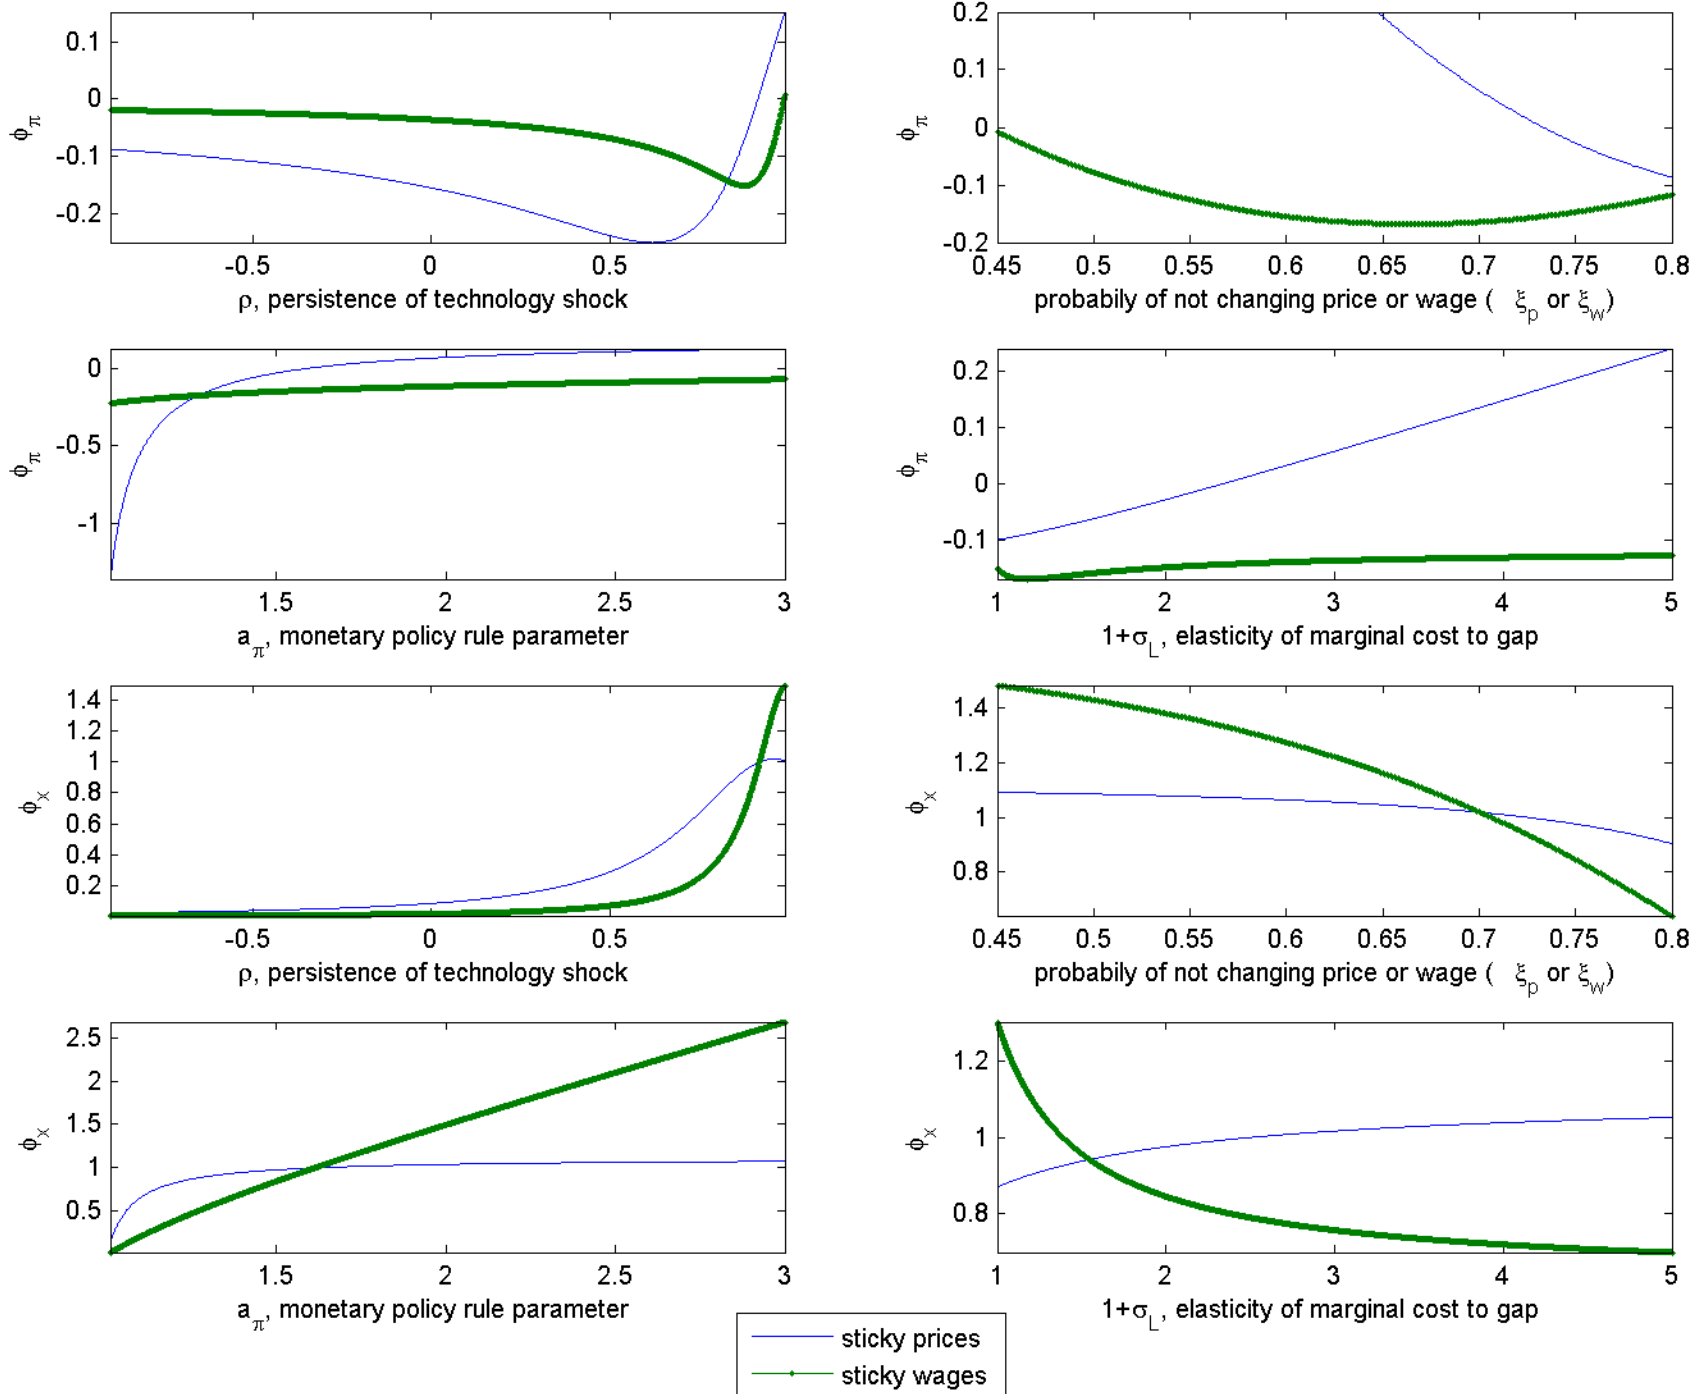 0.1
0
-0.1
-0.2
ϕπ
-0.5 0 0.5
ρ, persistence of technology shock
0.2
0.1
0
-0.1
-0.2
ϕπ
0.45 0.5 0.55 0.6 0.65 0.7 0.75 0.8
probabily of not changing price or wage ( ξp or ξw)
0
-0.5
-1
ϕπ
1.5 2 2.5 3
aπ, monetary policy rule parameter
0.2
0.1
0
-0.1
ϕπ
1 2 3 4 5
1+σL, elasticity of marginal cost to gap
1.4
1.2
1
0.8
0.6
0.4
0.2
ϕx
-0.5 0 0.5
ρ, persistence of technology shock
1.4
1.2
1
0.8
ϕx
0.45 0.5 0.55 0.6 0.65 0.7 0.75 0.8
probabily of not changing price or wage ( ξp or ξw)
2.5
2
1.5
1
0.5
ϕx
1.5 2 2.5 3
aπ, monetary policy rule parameter
1.2
1
0.8
ϕx
1 2 3 4 5
1+σL, elasticity of marginal cost to gap
sticky prices
sticky wages